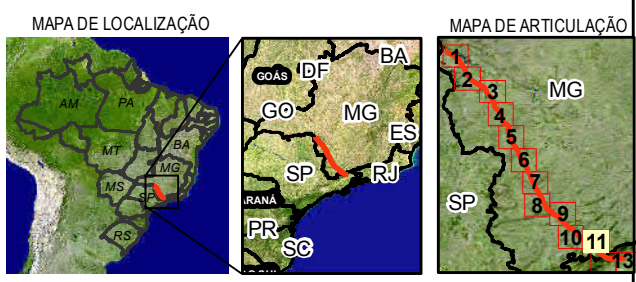 MAPA DE LOCALIZAÇÃO
AM
PA
BA
MT
MG
MS
SP
RS
BA
GOÁS
DF
GO
MG
ES
SP
RJ
ARANÁ
PR
SC
MAPA DE ARTICULAÇÃO
1
2
3
MG
4
5
6
7
SP
8
9
10
11
13